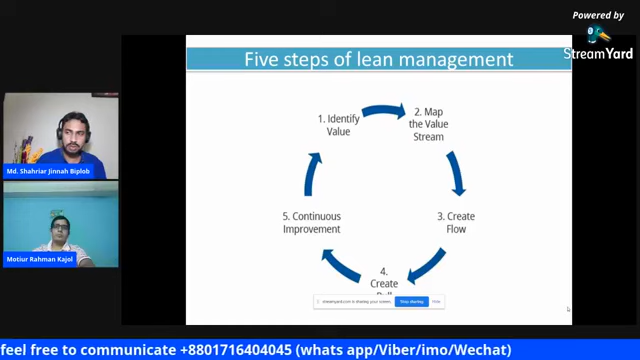 Powered by
StreamYard
Five steps of lean management
1. Identify
Value
2. Map
the Value
Stream
3. Create
Flow
4.
Create
5. Continuous
Improvement
streamyard.com is sharing your screen.
Stop sharing
Hide
Md. Shahriar Jinnah Biplob
Motiur Rahman Kajol
feel free to communicate +8801716404045 (whats app/Viber/imo/Wechat)